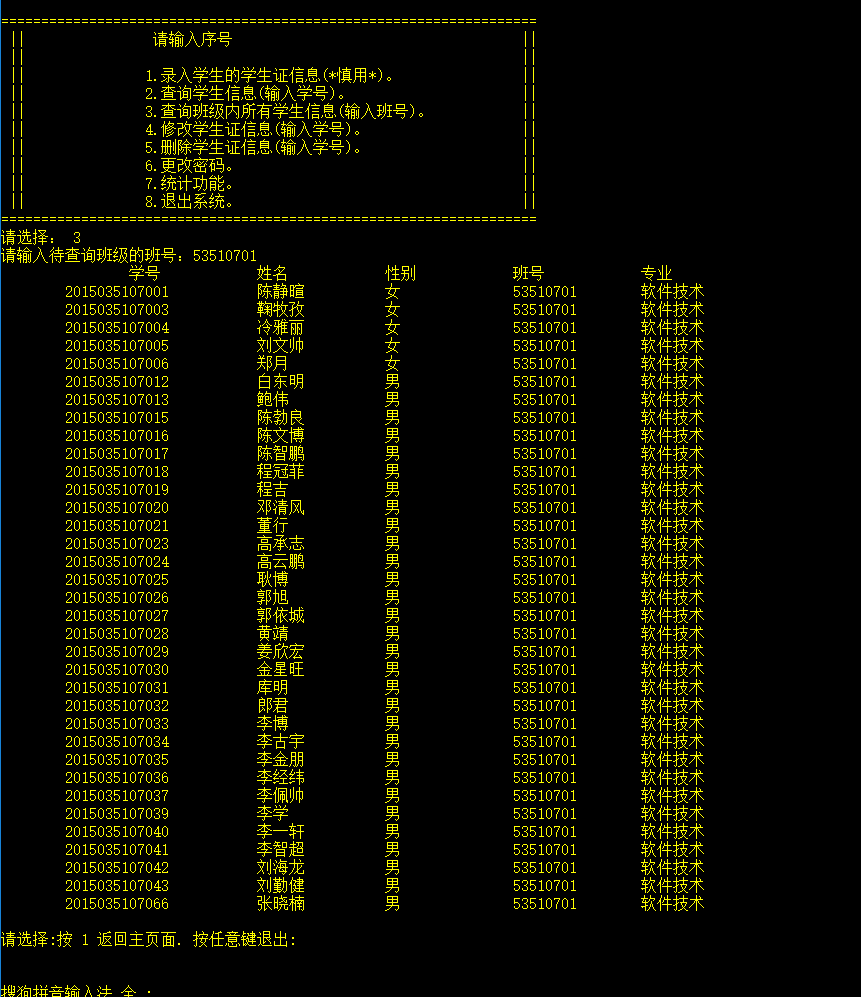 ===================================================================
|| 请输入序号 ||
|| ||
|| 1.录入学生的学生证信息(*慎用*)。 ||
|| 2.查询学生信息(输入学号)。 ||
|| 3.查询班级内所有学生信息(输入班号)。 ||
|| 4.修改学生证信息(输入学号)。 ||
|| 5.删除学生证信息(输入学号)。 ||
|| 6.更改密码。 ||
|| 7.统计功能。 ||
|| 8.退出系统。 ||
===================================================================
请选择： 3
请输入待查询班级的班号：53510701
学号 姓名 性别 班号 专业
2015035107001 陈静暄 女 53510701 软件技术
2015035107003 鞠牧孜 女 53510701 软件技术
2015035107004 冷雅丽 女 53510701 软件技术
2015035107005 刘文帅 女 53510701 软件技术
2015035107006 郑月 女 53510701 软件技术
2015035107012 白东明 男 53510701 软件技术
2015035107013 鲍伟 男 53510701 软件技术
2015035107015 陈勃良 男 53510701 软件技术
2015035107016 陈文博 男 53510701 软件技术
2015035107017 陈智鹏 男 53510701 软件技术
2015035107018 程冠菲 男 53510701 软件技术
2015035107019 程吉 男 53510701 软件技术
2015035107020 邓清风 男 53510701 软件技术
2015035107021 董行 男 53510701 软件技术
2015035107023 高承志 男 53510701 软件技术
2015035107024 高云鹏 男 53510701 软件技术
2015035107025 耿博 男 53510701 软件技术
2015035107026 郭旭 男 53510701 软件技术
2015035107027 郭依城 男 53510701 软件技术
2015035107028 黄靖 男 53510701 软件技术
2015035107029 姜欣宏 男 53510701 软件技术
2015035107030 金星旺 男 53510701 软件技术
2015035107031 库明 男 53510701 软件技术
2015035107032 郎君 男 53510701 软件技术
2015035107033 李博 男 53510701 软件技术
2015035107034 李古宇 男 53510701 软件技术
2015035107035 李金朋 男 53510701 软件技术
2015035107036 李经纬 男 53510701 软件技术
2015035107037 李佩帅 男 53510701 软件技术
2015035107039 李学 男 53510701 软件技术
2015035107040 李一轩 男 53510701 软件技术
2015035107041 李智超 男 53510701 软件技术
2015035107042 刘海龙 男 53510701 软件技术
2015035107043 刘勤健 男 53510701 软件技术
2015035107066 张晓楠 男 53510701 软件技术
请选择:按 1 返回主页面. 按任意键退出:
搜狗拼音输入法 全 :